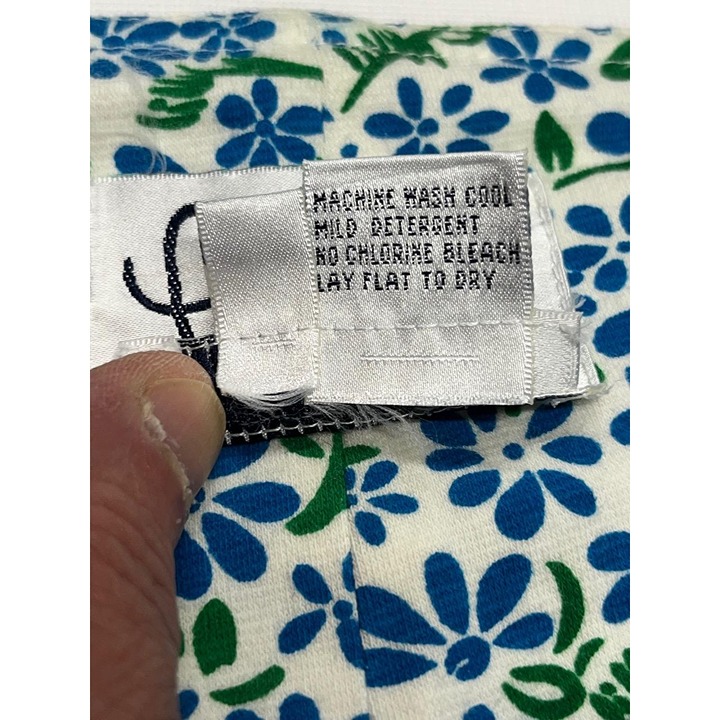 MACHINE WASH COOL
MILD DETERGENT
NO CHLORINE BLEACH
LAY FLAT TO DRY